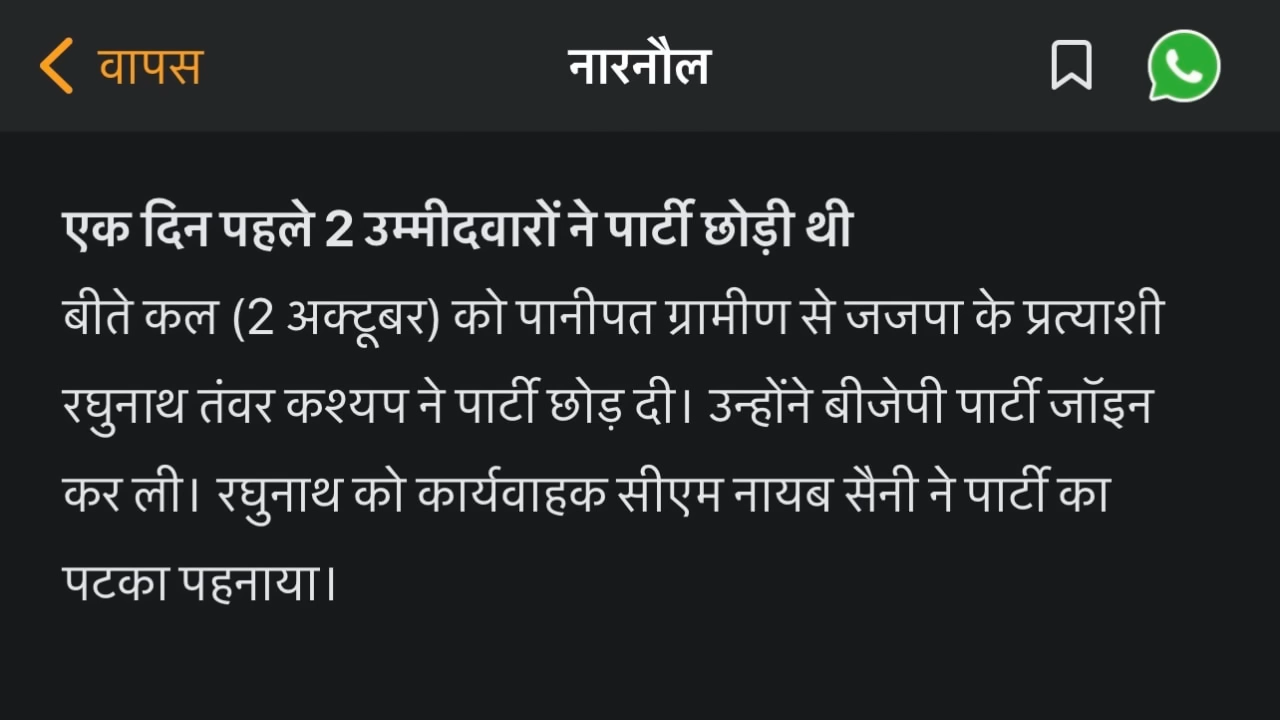 वापस
नारनौल
एक दिन पहले 2 उम्मीदवारों ने पार्टी छोड़ी थी
बीते कल (2 अक्टूबर) को पानीपत ग्रामीण से जजपा के प्रत्याशी
रघुनाथ तंवर कश्यप ने पार्टी छोड़ दी। उन्होंने बीजेपी पार्टी जॉइन
कर ली। रघुनाथ को कार्यवाहक सीएम नायब सैनी ने पार्टी का
पटका पहनाया।